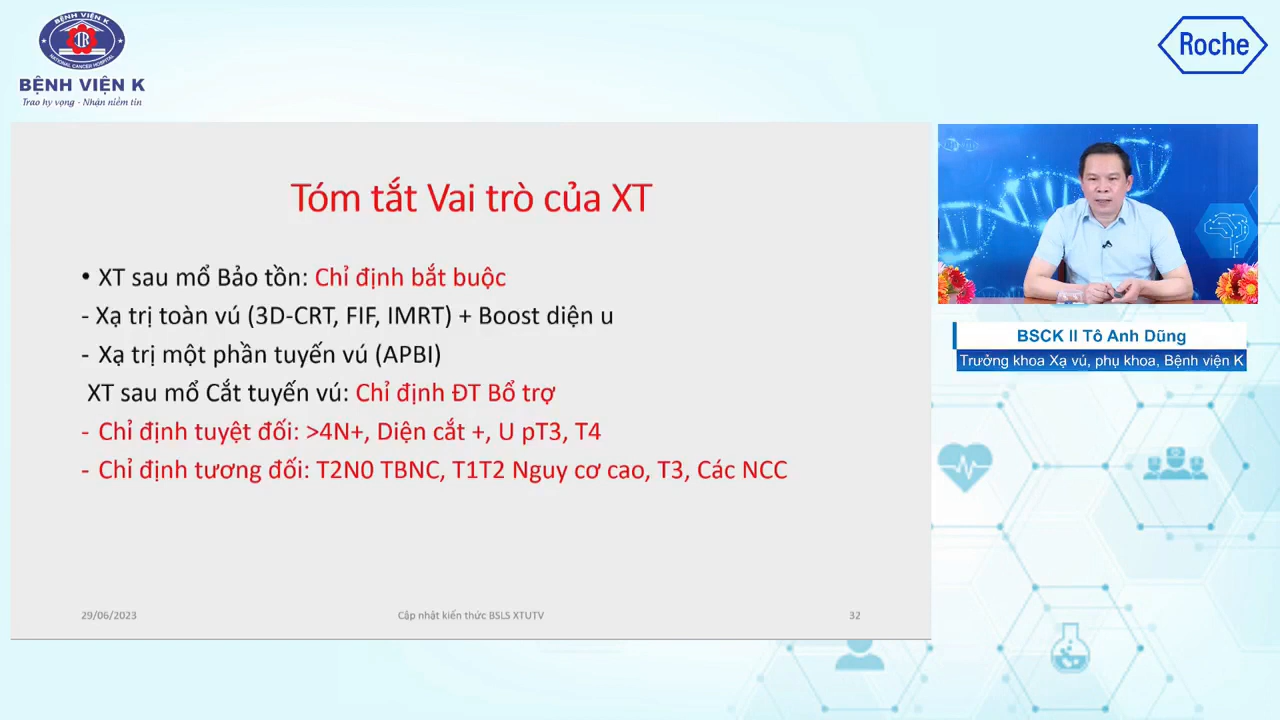 BỆNH VIỆN K
NATIONAL CANCER HOSPITAL
BỆNH VIỆN K
Trao hy vọng - Nhận niềm tin
Roche
Tóm tắt Vai trò của XT
• XT sau mổ Bảo tồn: Chỉ định bắt buộc
- Xạ trị toàn vú (3D-CRT, FIF, IMRT) + Boost diện u
- Xạ trị một phần tuyến vú (APBI)
XT sau mổ Cắt tuyến vú: Chỉ định ĐT Bổ trợ
- Chỉ định tuyệt đối: >4N+, Diện cắt +, U pT3, T4
- Chỉ định tương đối: T2N0 TBNC, T1T2 Nguy cơ cao, T3, Các NCC
29/06/2023
Cập nhật kiến thức BSLS XTUTV
32
BSCK II Tô Anh Dũng
Trưởng khoa Xạ vú, phụ khoa, Bệnh viện K